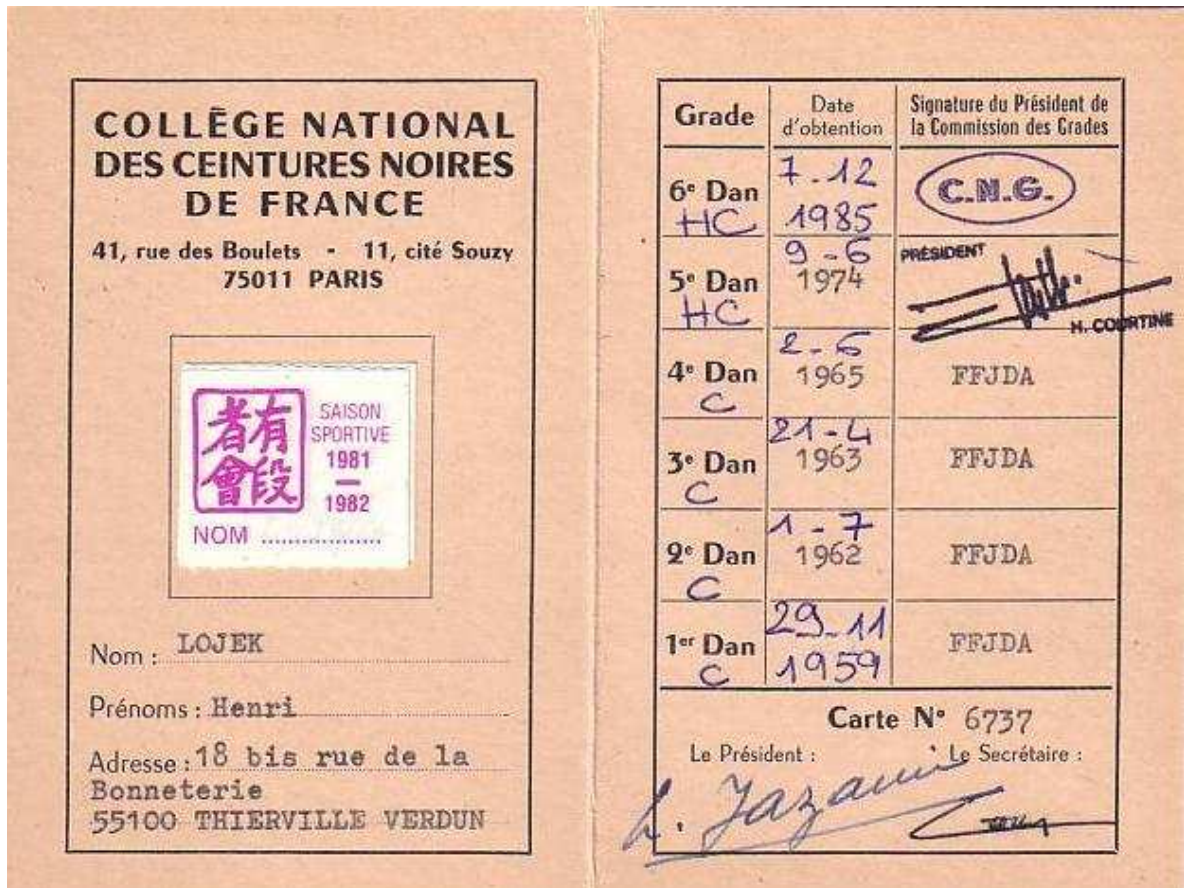 COLLÈGE NATIONAL
DES CEINTURES NOIRES
DE FRANCE
41, rue des Boulets - 11, cité Souzy
75011 PARIS
有段
者會
SAISON
SPORTIVE
1981
—
1982
NOM ..................
Nom : LOJEK
Prénoms : Henri
Adresse : 18 bis rue de la
Bonneterie
55100 THIERVILLE VERDUN
Grade Date d'obtention Signature du Président de la Commission des Grades
6e Dan HC 7-12 1985 C.N.G.
5e Dan HC 9-6 1974 PRÉSIDENT H. COURTINE
4e Dan C 2-6 1965 FFJDA
3e Dan C 21-4 1963 FFJDA
2e Dan C 1-7 1962 FFJDA
1er Dan C 29-11 1959 FFJDA
Carte N° 6737
Le Président : Le Secrétaire :